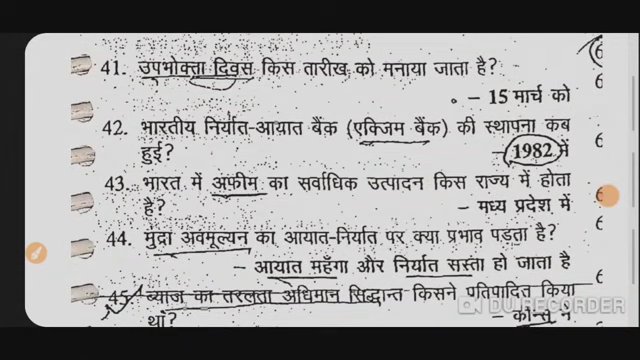 41. उपभोक्ता दिवस किस तारीख़ को मनाया जाता है?
- 15 मार्च को
42. भारतीय निर्यात-आयात बैंक (एक्जिम बैंक) की स्थापना कब
हुई? - 1982 में
43. भारत में अफ़ीम का सर्वाधिक उत्पादन किस राज्य में होता
है? - मध्य प्रदेश में
44. मुद्रा अवमूल्यन का आयात-निर्यात पर क्या प्रभाव पड़ता है?
- आयात महँगा और निर्यात सस्ता हो जाता है
45. ब्याज का तरलता अधिमान सिद्धान्त किसने प्रतिपादित किया
था? - कीन्स ने
DU RECORDER